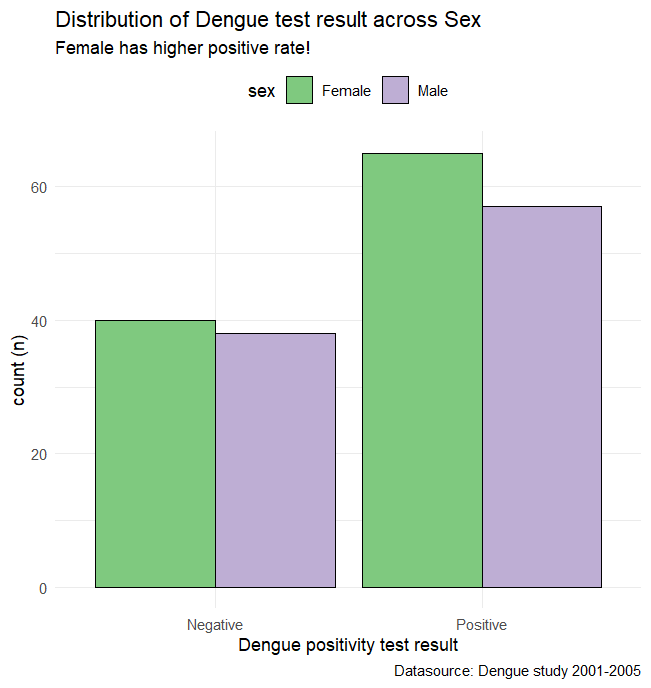 Distribution of Dengue test result across Sex
Female has higher positive rate!
sex Female Male
60
40
20
0
count (n)
Negative Positive
Dengue positivity test result
Datasource: Dengue study 2001-2005